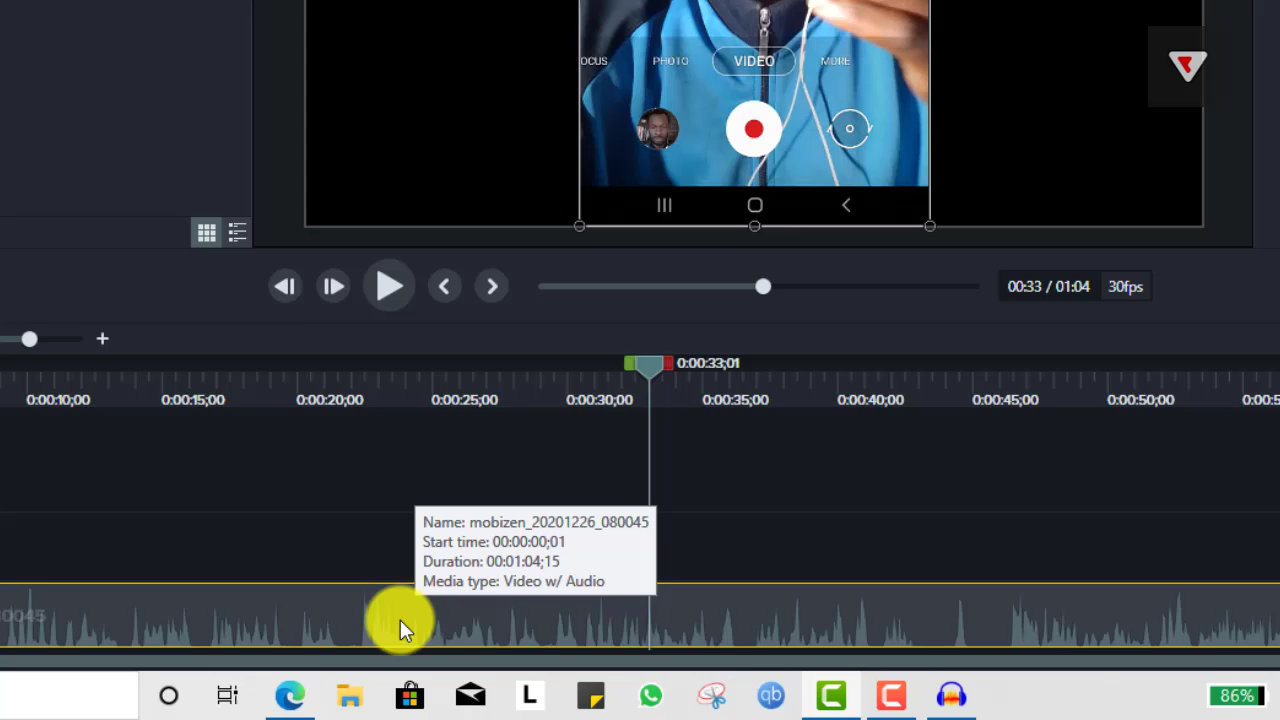 OCUS PHOTO VIDEO MORE
00:33 / 01:04 30fps
0:00:33;01
0:00:10;00 0:00:15;00 0:00:20;00 0:00:25;00 0:00:30;00 0:00:35;00 0:00:40;00 0:00:45;00 0:00:50;00 0:00:5
Name: mobizen_20201226_080045
Start time: 00:00:00;01
Duration: 00:01:04;15
Media type: Video w/ Audio
80045
L
qb
86%